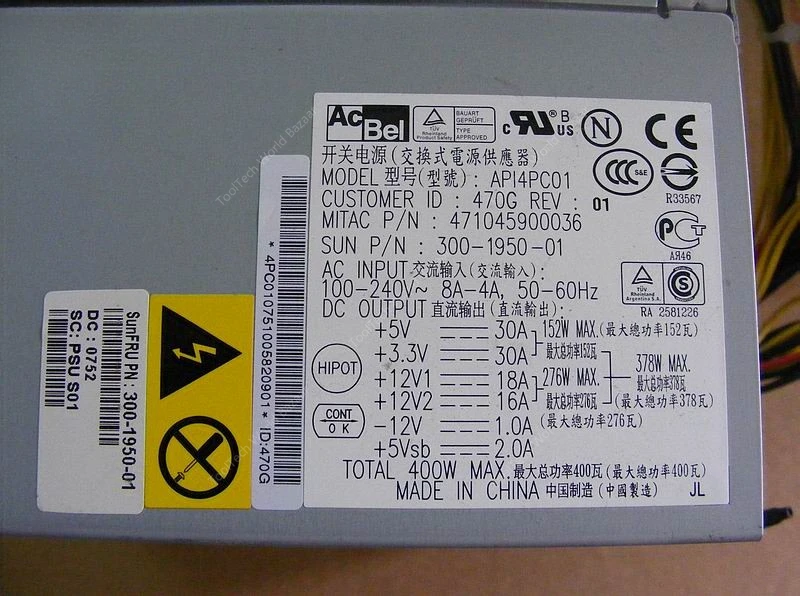 AcBel
TÜV
Rheinland
Product Safety
BAUART
GEPRÜFT
TYPE
APPROVED
c RU ® US
B
N
CE
开关电源(交换式電源供應器)
MODEL 型号(型號): API4PC01
CCC S&E
R33567
CUSTOMER ID : 470G REV : 01
MITAC P/N : 471045900036
SUN P/N : 300-1950-01
PCT
АЯ46
AC INPUT 交流输入(交流輸入):
100-240V~ 8A-4A, 50-60Hz
TÜV
Rheinland
Argentina S.A.
S
RA 2581226
DC OUTPUT 直流输出(直流輸出):
+5V 30A 152W MAX.(最大總功率152瓦)
+3.3V 30A 最大总功率152瓦
378W MAX.
+12V1 18A 276W MAX. 最大总功率378瓦
+12V2 16A 最大总功率276瓦 (最大總功率378瓦)
-12V 1.0A (最大總功率276瓦)
+5Vsb 2.0A
HIPOT
CONT
OK
TOTAL 400W MAX. 最大总功率400瓦(最大總功率400瓦)
MADE IN CHINA 中国制造(中國製造) JL
* 4PC010751005820901 * ID:470G
SunFRU PN: 300-1950-01
DC : 0752
SC: PSU S01
ToolTech World Bazaar